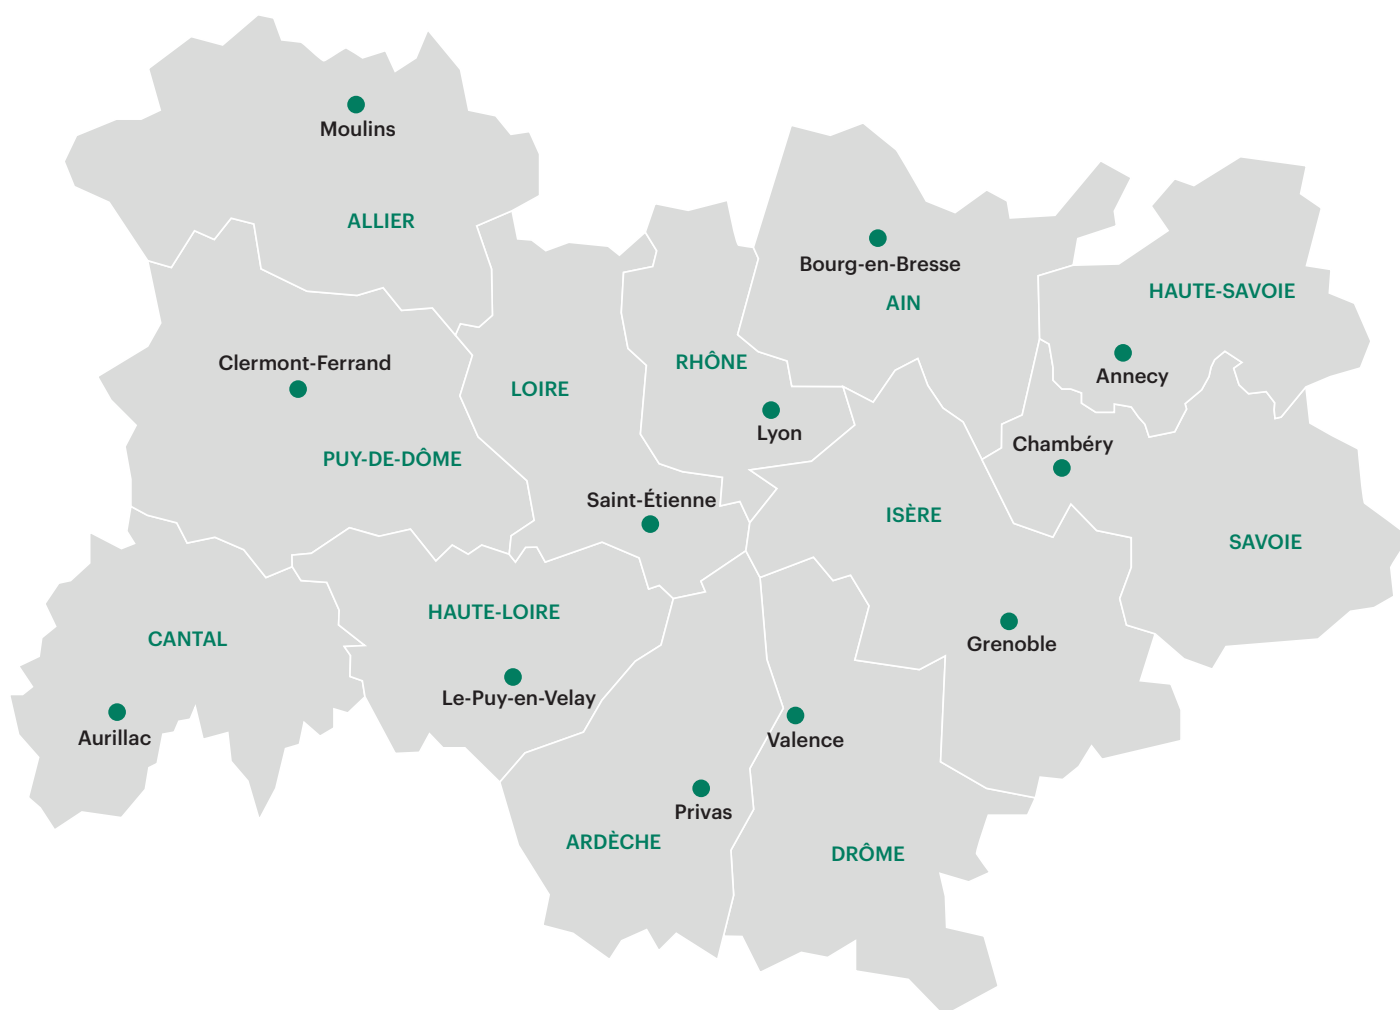 Moulins
ALLIER
Bourg-en-Bresse
AIN
HAUTE-SAVOIE
Clermont-Ferrand
RHÔNE
Annecy
LOIRE
Lyon
Chambéry
PUY-DE-DÔME
Saint-Étienne
ISÈRE
SAVOIE
HAUTE-LOIRE
CANTAL
Grenoble
Le-Puy-en-Velay
Aurillac
Valence
Privas
ARDÈCHE
DRÔME